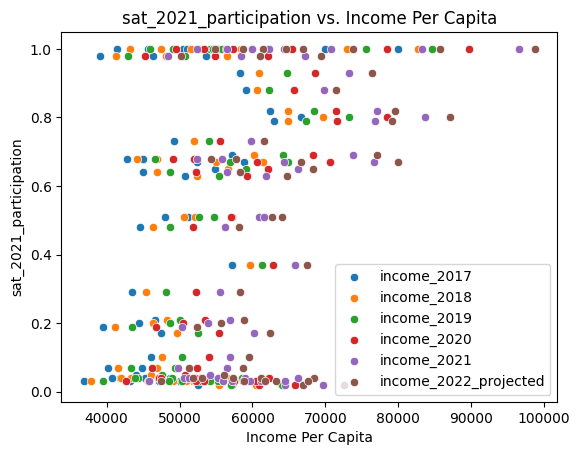 sat_2021_participation vs. Income Per Capita
1.0
0.8
0.6
0.4
0.2
0.0
sat_2021_participation
income_2017
income_2018
income_2019
income_2020
income_2021
income_2022_projected
40000 50000 60000 70000 80000 90000 100000
Income Per Capita